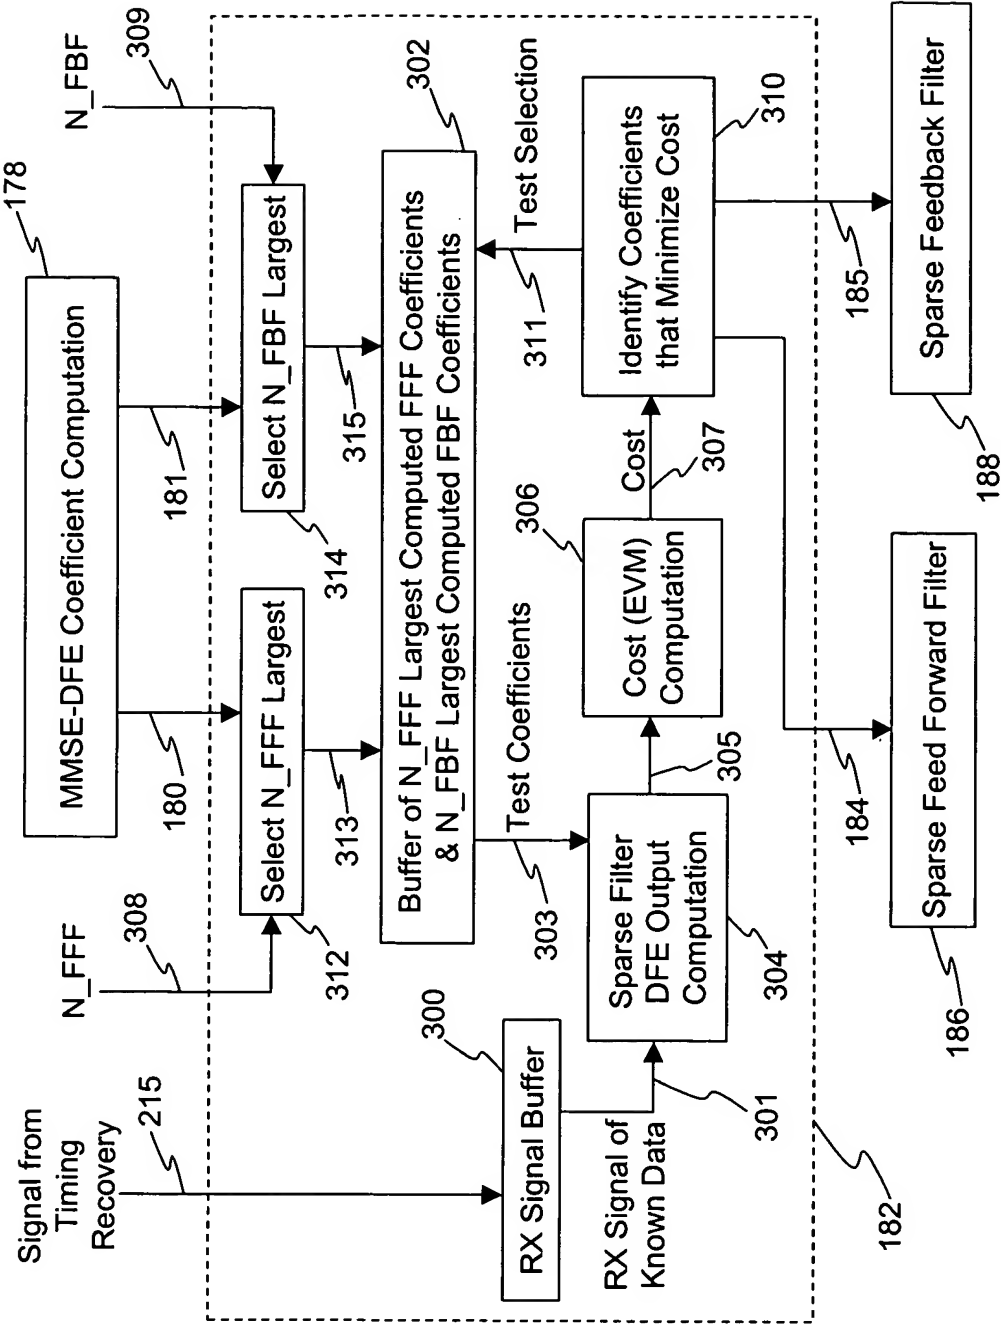 Signal from
Timing
Recovery
215
N_FFF
308
MMSE-DFE Coefficient Computation
178
N_FBF
309
180
181
Select N_FFF Largest
312
313
Select N_FBF Largest
314
315
Buffer of N_FFF Largest Computed FFF Coefficients
& N_FBF Largest Computed FBF Coefficients
302
RX Signal Buffer
300
303
Test Coefficients
311
Test Selection
RX Signal of
Known Data
301
Sparse Filter
DFE Output
Computation
304
305
Cost (EVM)
Computation
306
Cost
307
Identify Coefficients
that Minimize Cost
310
182
184
185
Sparse Feed Forward Filter
186
Sparse Feedback Filter
188